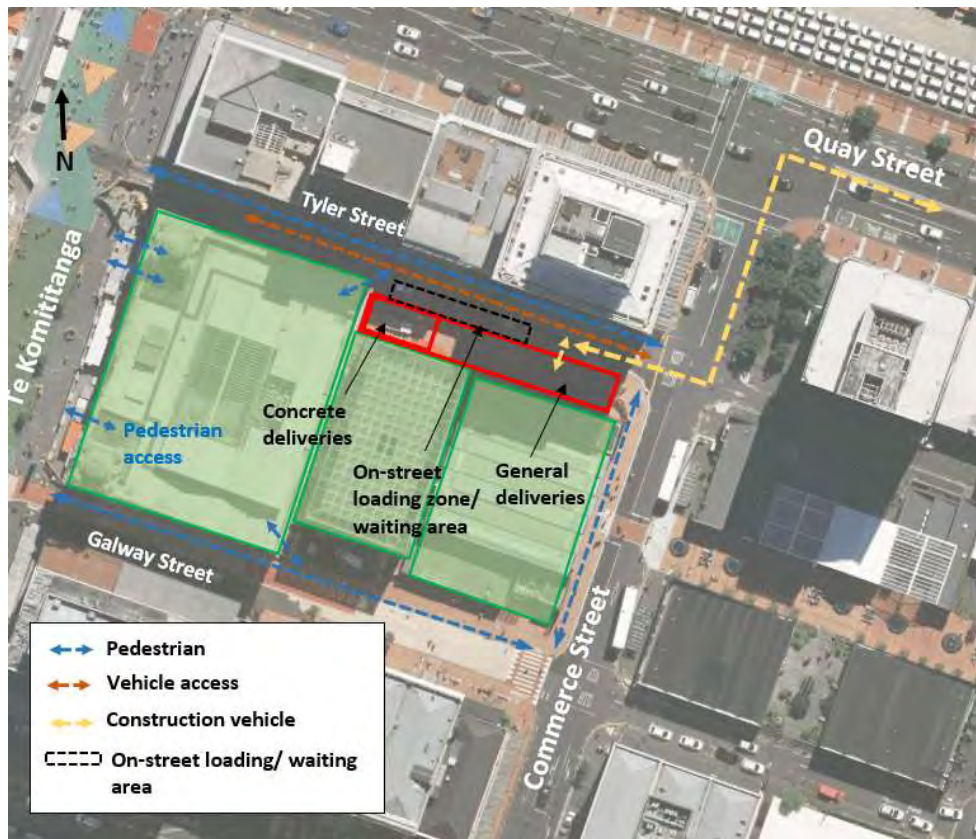 N
Quay Street
Tyler Street
Te Komititanga
Concrete
deliveries
Pedestrian
access
On-street
loading zone/
waiting area
General
deliveries
Galway Street
Commerce Street
Pedestrian
Vehicle access
Construction vehicle
On-street loading/ waiting
area